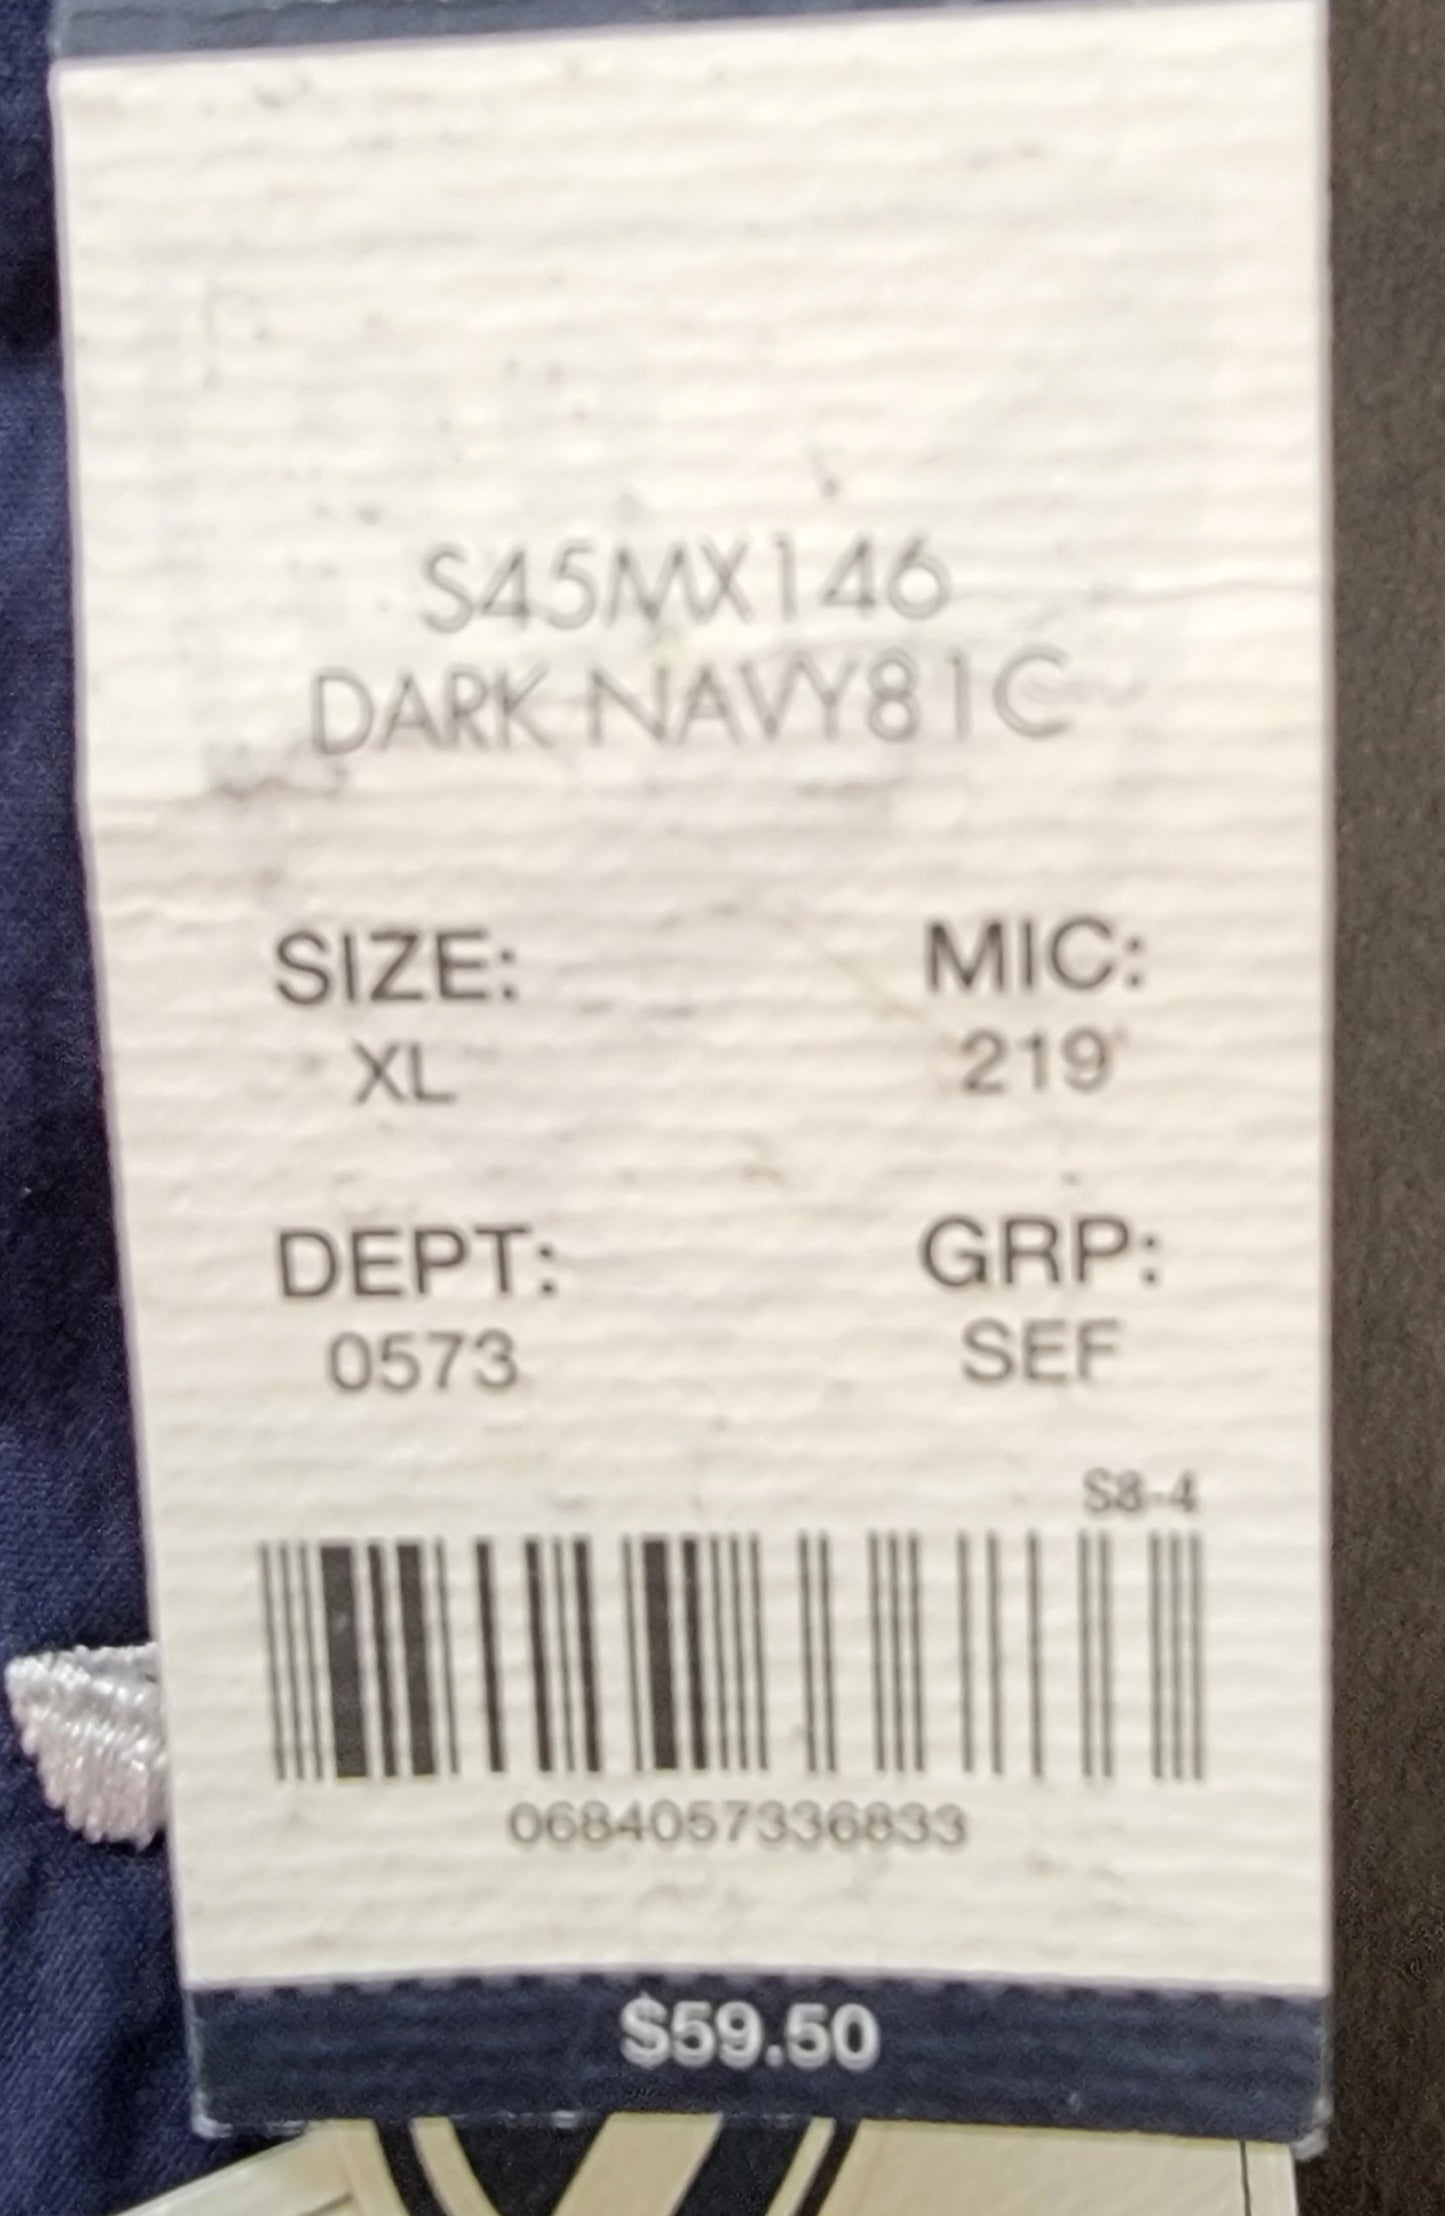 S45MX146
DARK NAVY81C
SIZE: MIC:
XL 219
DEPT: GRP:
0573 SEF
S8-4
0684057336833
$59.50